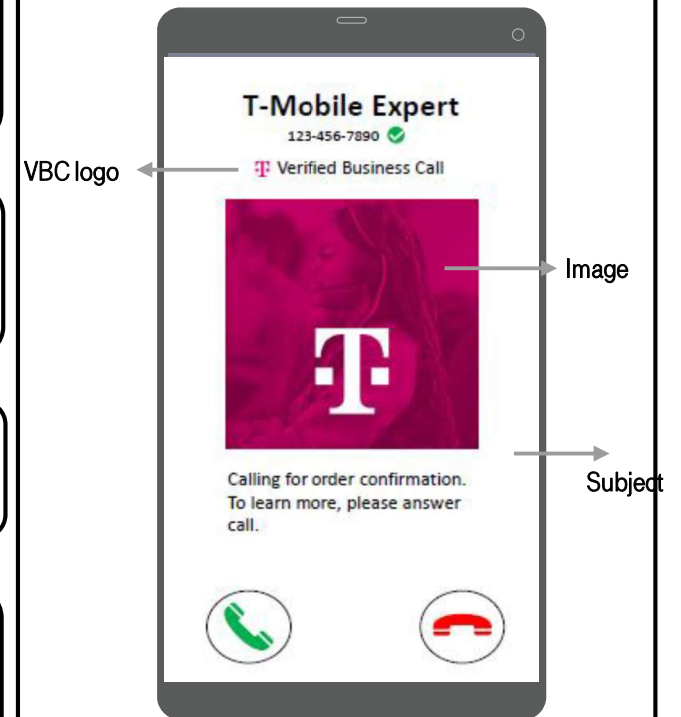 T-Mobile Expert
123-456-7890
VBC logo
T Verified Business Call
Image
T
Calling for order confirmation.
To learn more, please answer
call.
Subject